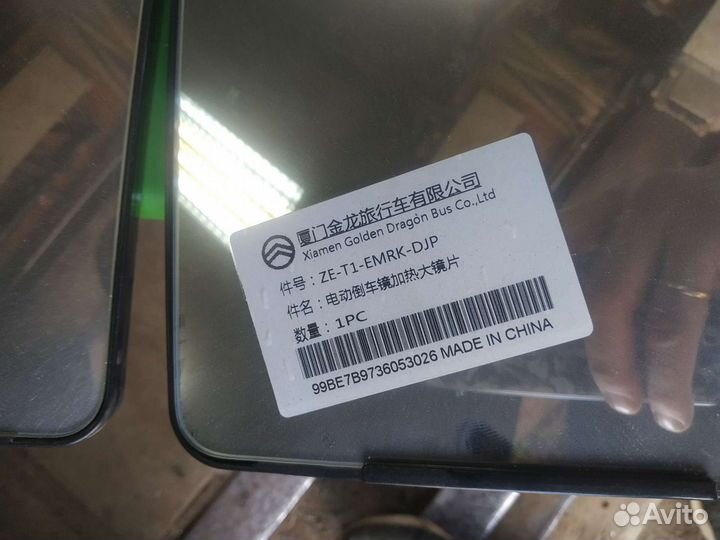 厦门金龙旅行车有限公司
Xiamen Golden Dragon Bus Co.,Ltd
件号：ZE-T1-EMRK-DJP
件名：电动倒车镜加热大镜片
数量：1PC
99BE7B9736053026 MADE IN CHINA
Avito